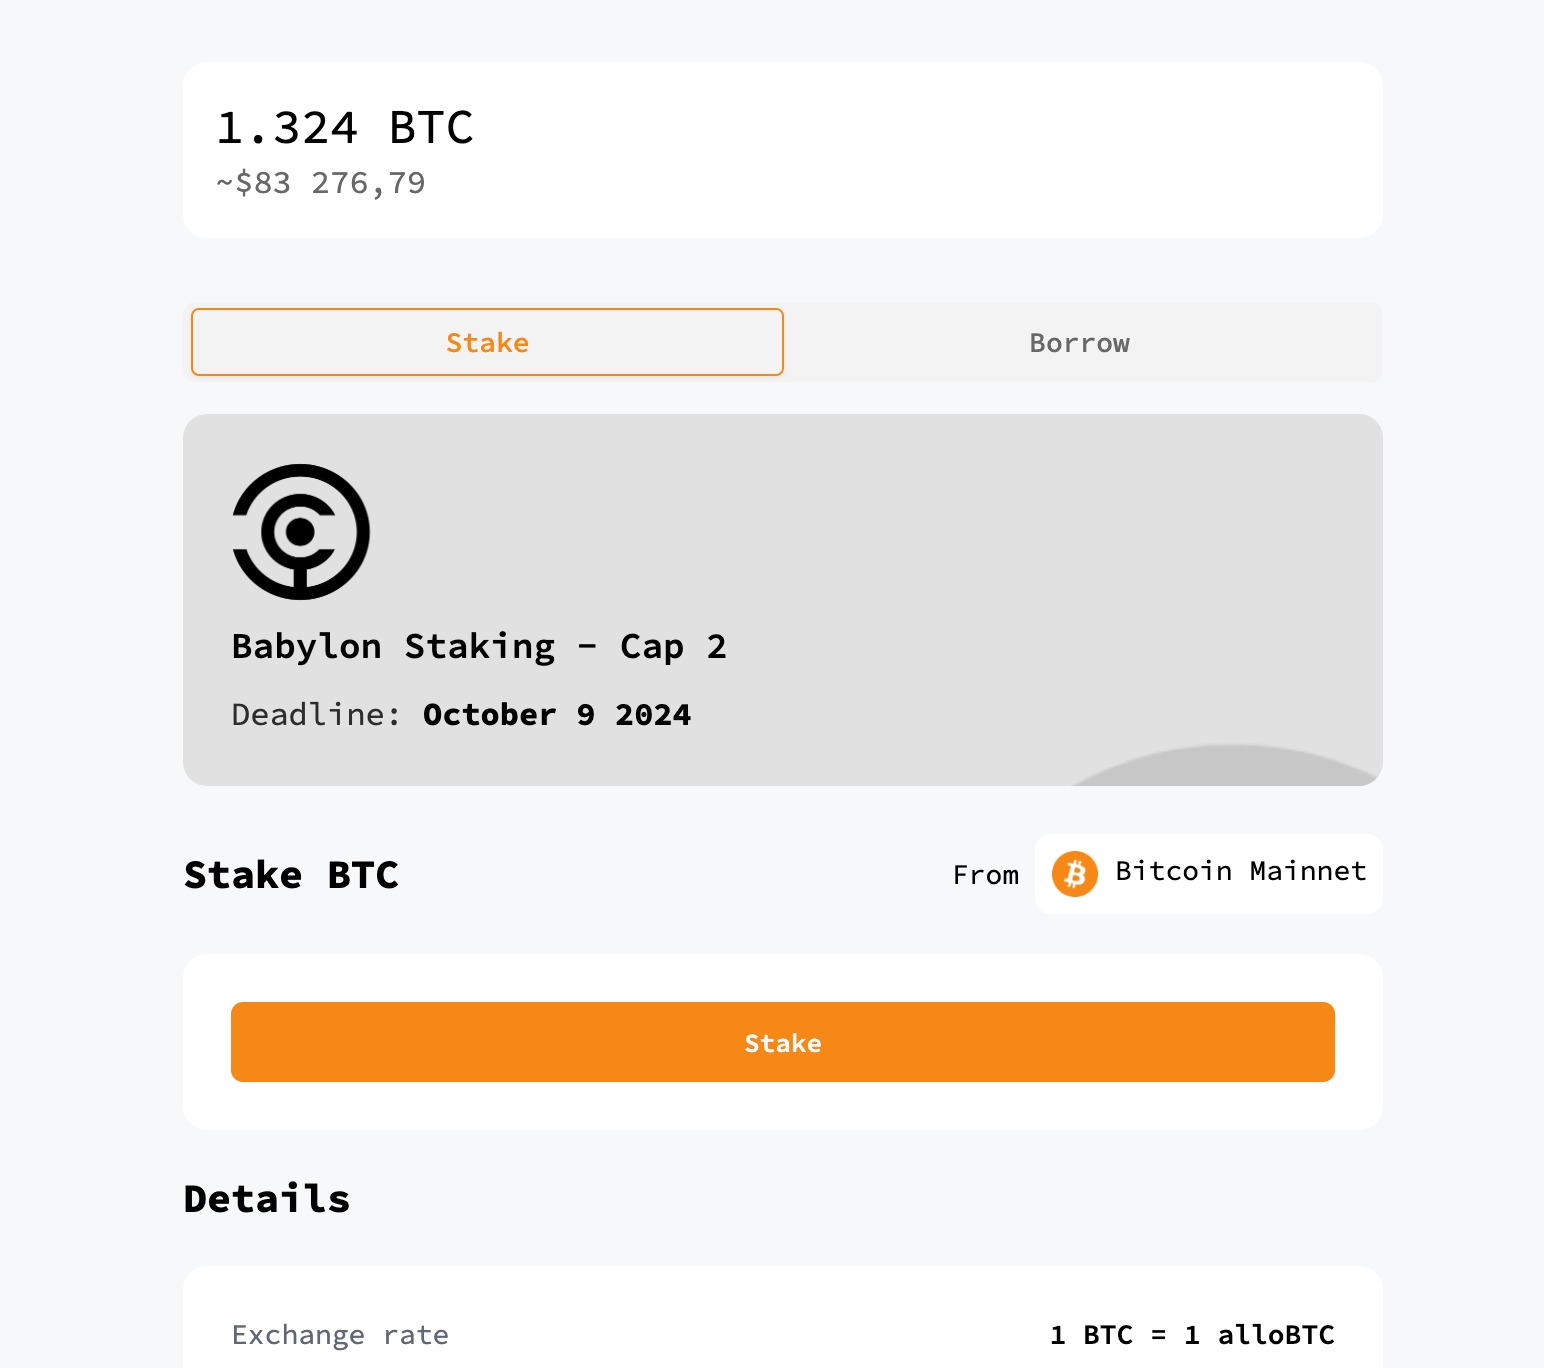 1.324 BTC
~$83 276,79
Stake
Borrow
Babylon Staking - Cap 2
Deadline: October 9 2024
Stake BTC
From Bitcoin Mainnet
Stake
Details
Exchange rate
1 BTC = 1 alloBTC